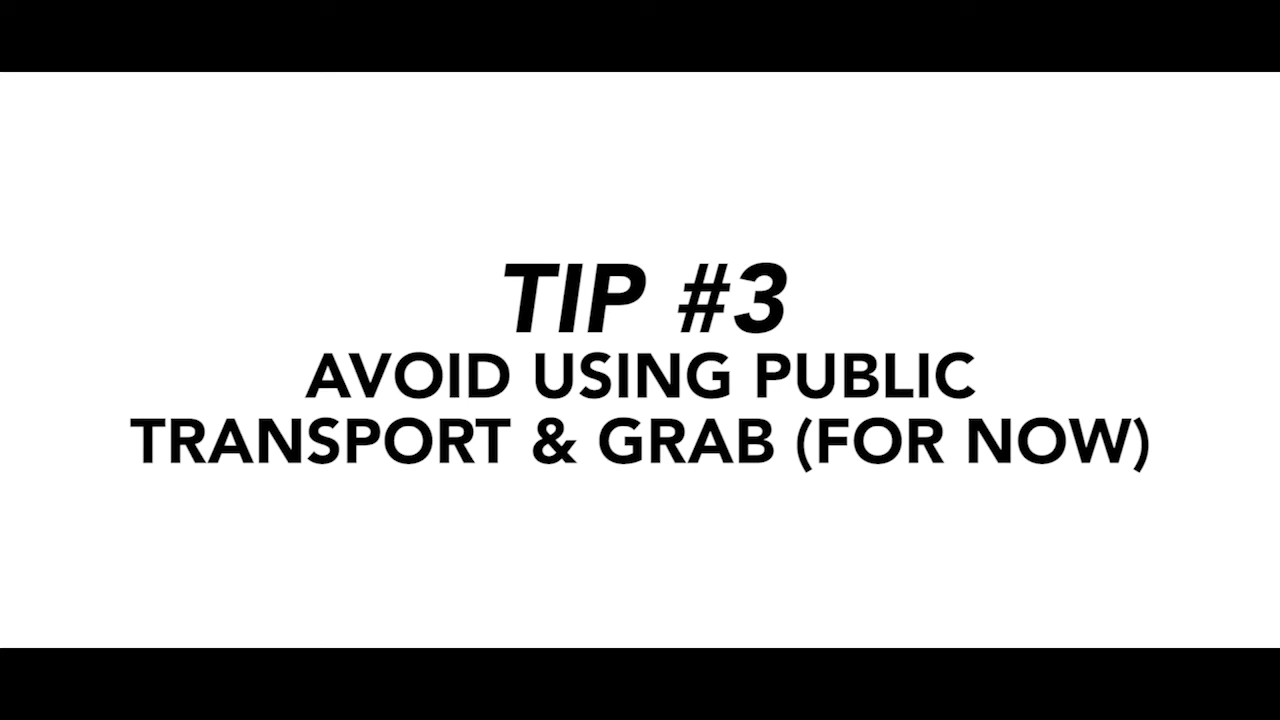 TIP #3
AVOID USING PUBLIC
TRANSPORT & GRAB (FOR NOW)